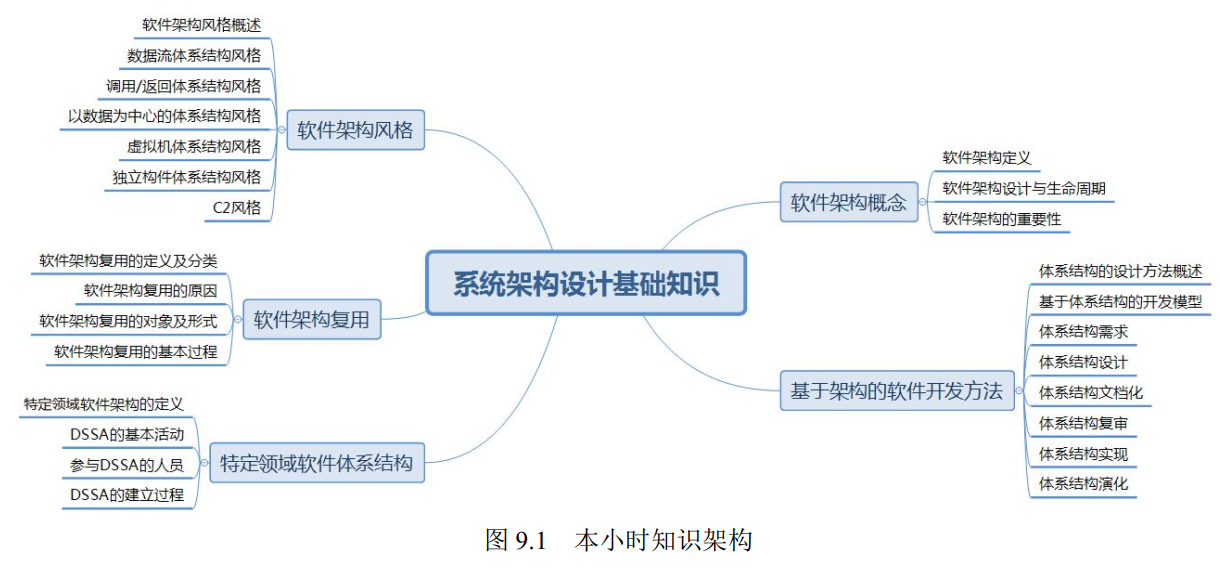 系统架构设计基础知识
软件架构概念
软件架构定义
软件架构设计与生命周期
软件架构的重要性
基于架构的软件开发方法
体系结构的设计方法概述
基于体系结构的开发模型
体系结构需求
体系结构设计
体系结构文档化
体系结构复审
体系结构实现
体系结构演化
软件架构风格
软件架构风格概述
数据流体系结构风格
调用/返回体系结构风格
以数据为中心的体系结构风格
虚拟机体系结构风格
独立构件体系结构风格
C2风格
软件架构复用
软件架构复用的定义及分类
软件架构复用的原因
软件架构复用的对象及形式
软件架构复用的基本过程
特定领域软件体系结构
特定领域软件架构的定义
DSSA的基本活动
参与DSSA的人员
DSSA的建立过程
图 9.1 本小时知识架构